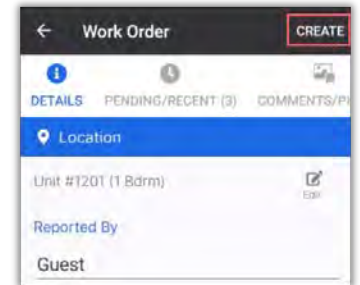 Work Order CREATE
DETAILS PENDING/RECENT (3) COMMENTS/P
Location
Unit #1201 (1 Bdrm)
Edit
Reported By
Guest